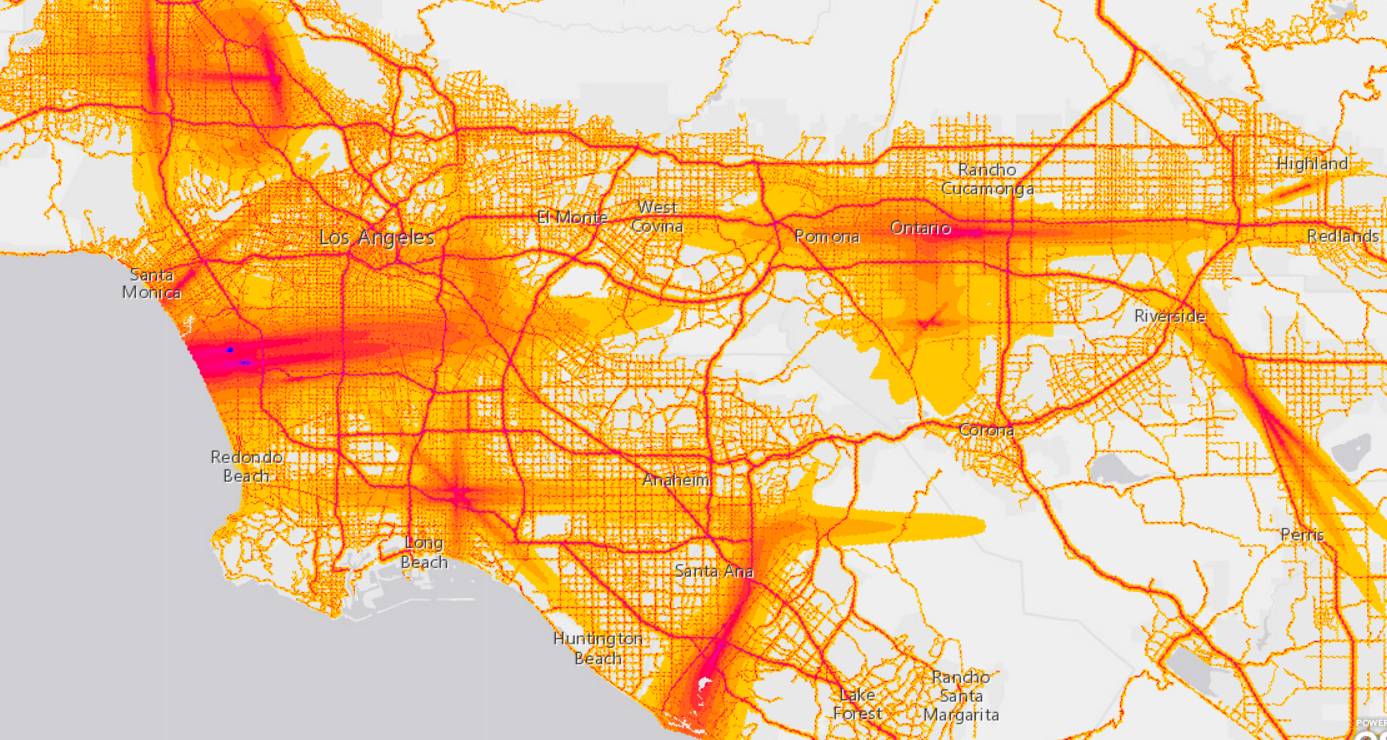 Highland
Rancho
Cucamonga
West
Covina
El Monte
Ontario
Pomona
Redlands
Los Angeles
Santa
Monica
Riverside
Corona
Redondo
Beach
Anaheim
Perris
Long
Beach
Santa Ana
Huntington
Beach
Rancho
Santa
Margarita
Lake
Forest
POWER